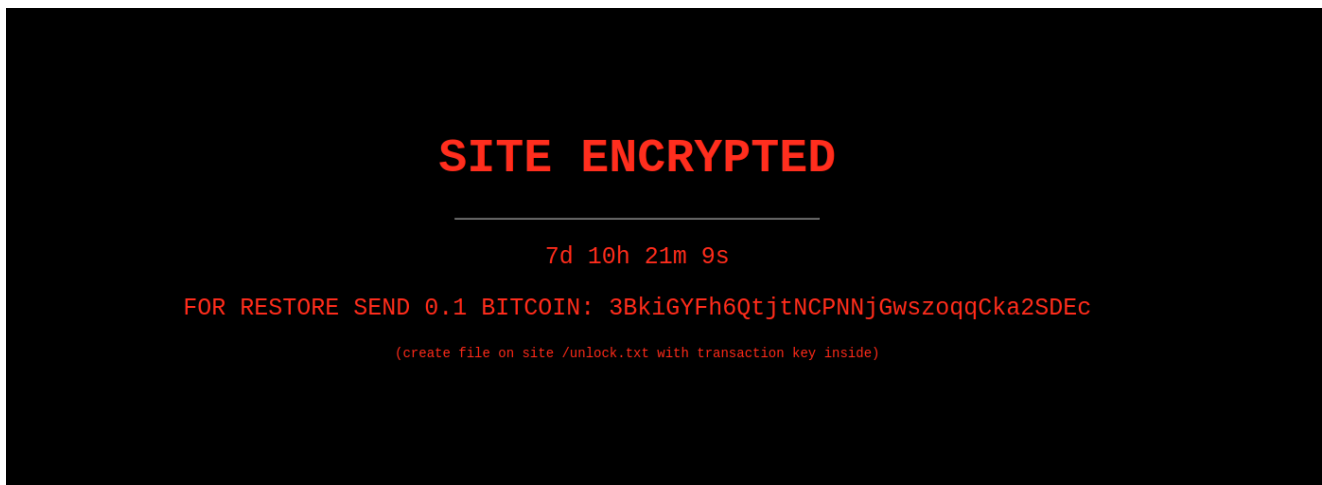 SITE ENCRYPTED
7d 10h 21m 9s
FOR RESTORE SEND 0.1 BITCOIN: 3BkiGYFh6QtjtNCPNNjGwszoqqCka2SDEc
(create file on site /unlock.txt with transaction key inside)